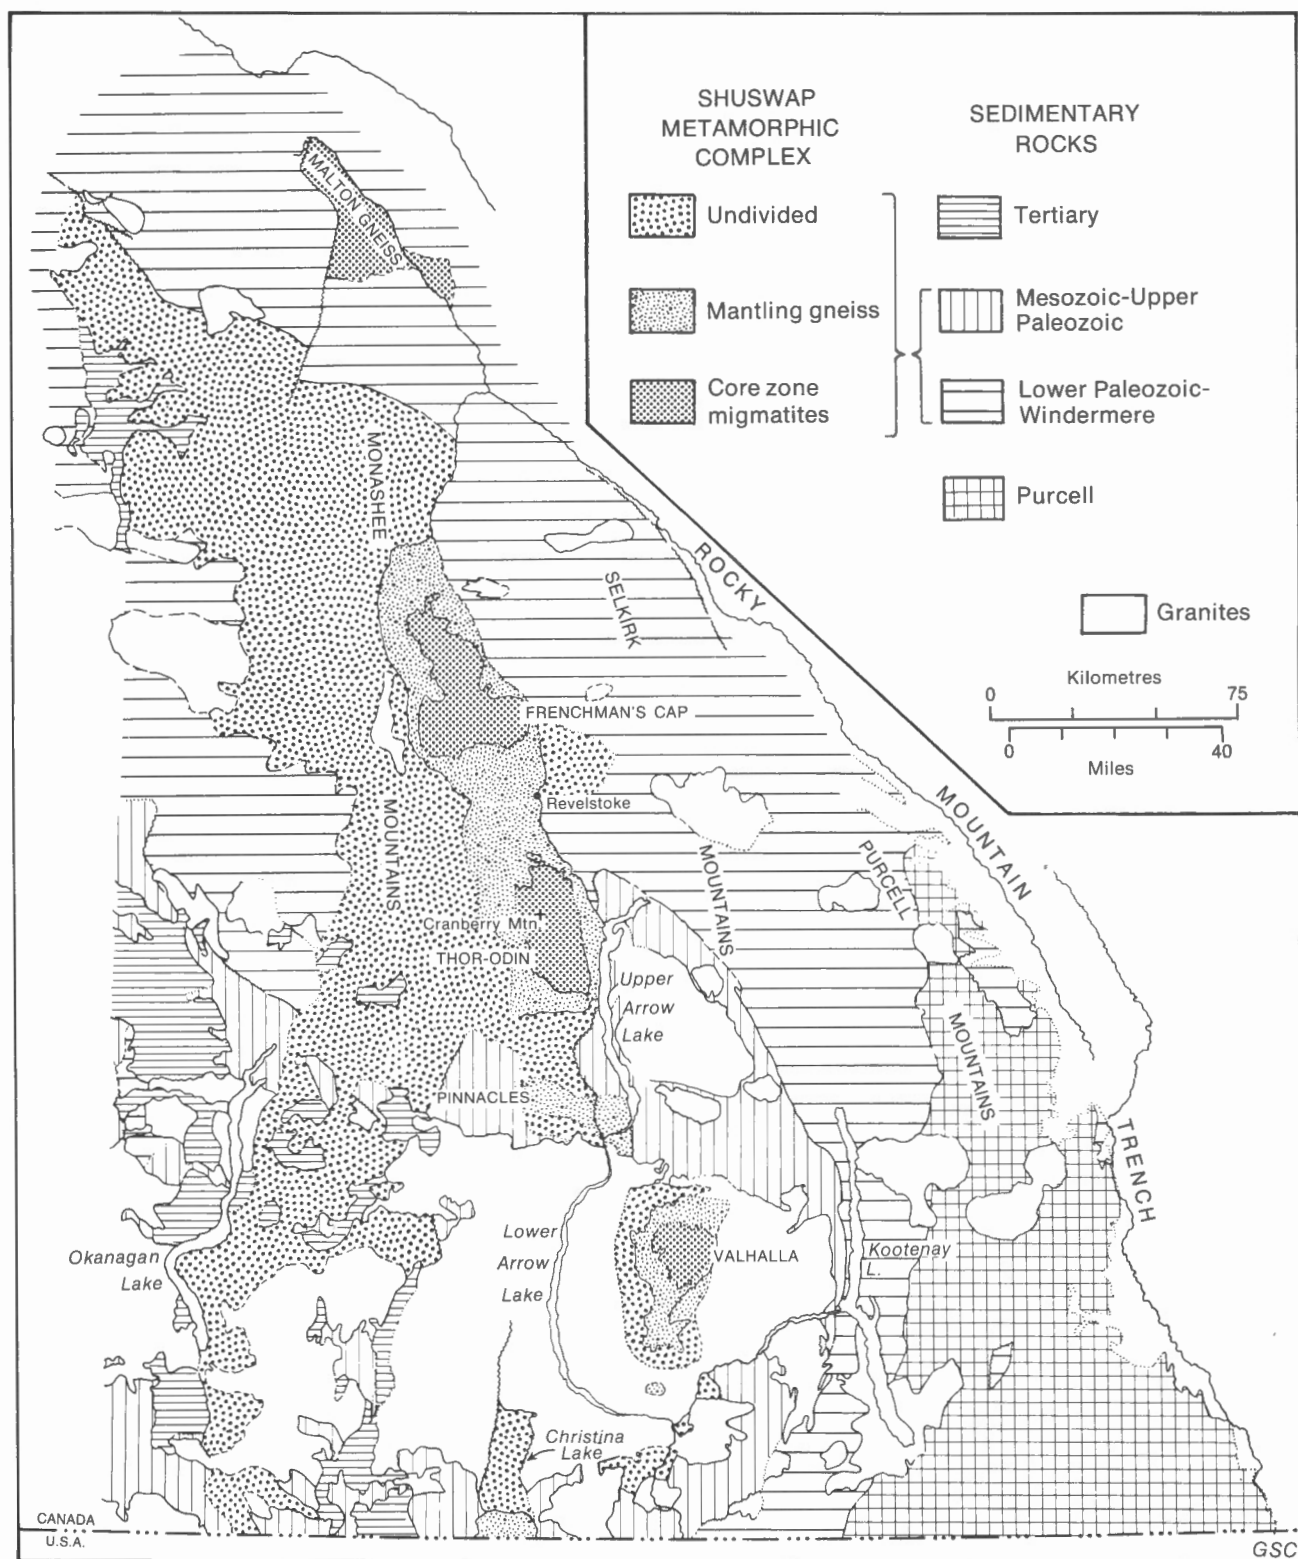 SHUSWAP
METAMORPHIC
COMPLEX
Undivided
Mantling gneiss
Core zone
migmatites
SEDIMENTARY
ROCKS
Tertiary
Mesozoic-Upper
Paleozoic
Lower Paleozoic-
Windermere
Purcell
Granites
Kilometres
0 75
0 40
Miles
MALTON GNEISS
MONASHEE
ROCKY
SELKIRK
FRENCHMAN'S CAP
Revelstoke
MOUNTAINS
MOUNTAIN
MOUNTAINS
PURCELL
Cranberry Mtn
THOR-ODIN
Upper
Arrow
Lake
MOUNTAINS
PINNACLES
TRENCH
Okanagan
Lake
Lower
Arrow
Lake
VALHALLA
Kootenay
L.
Christina
Lake
CANADA
U.S.A.
GSC